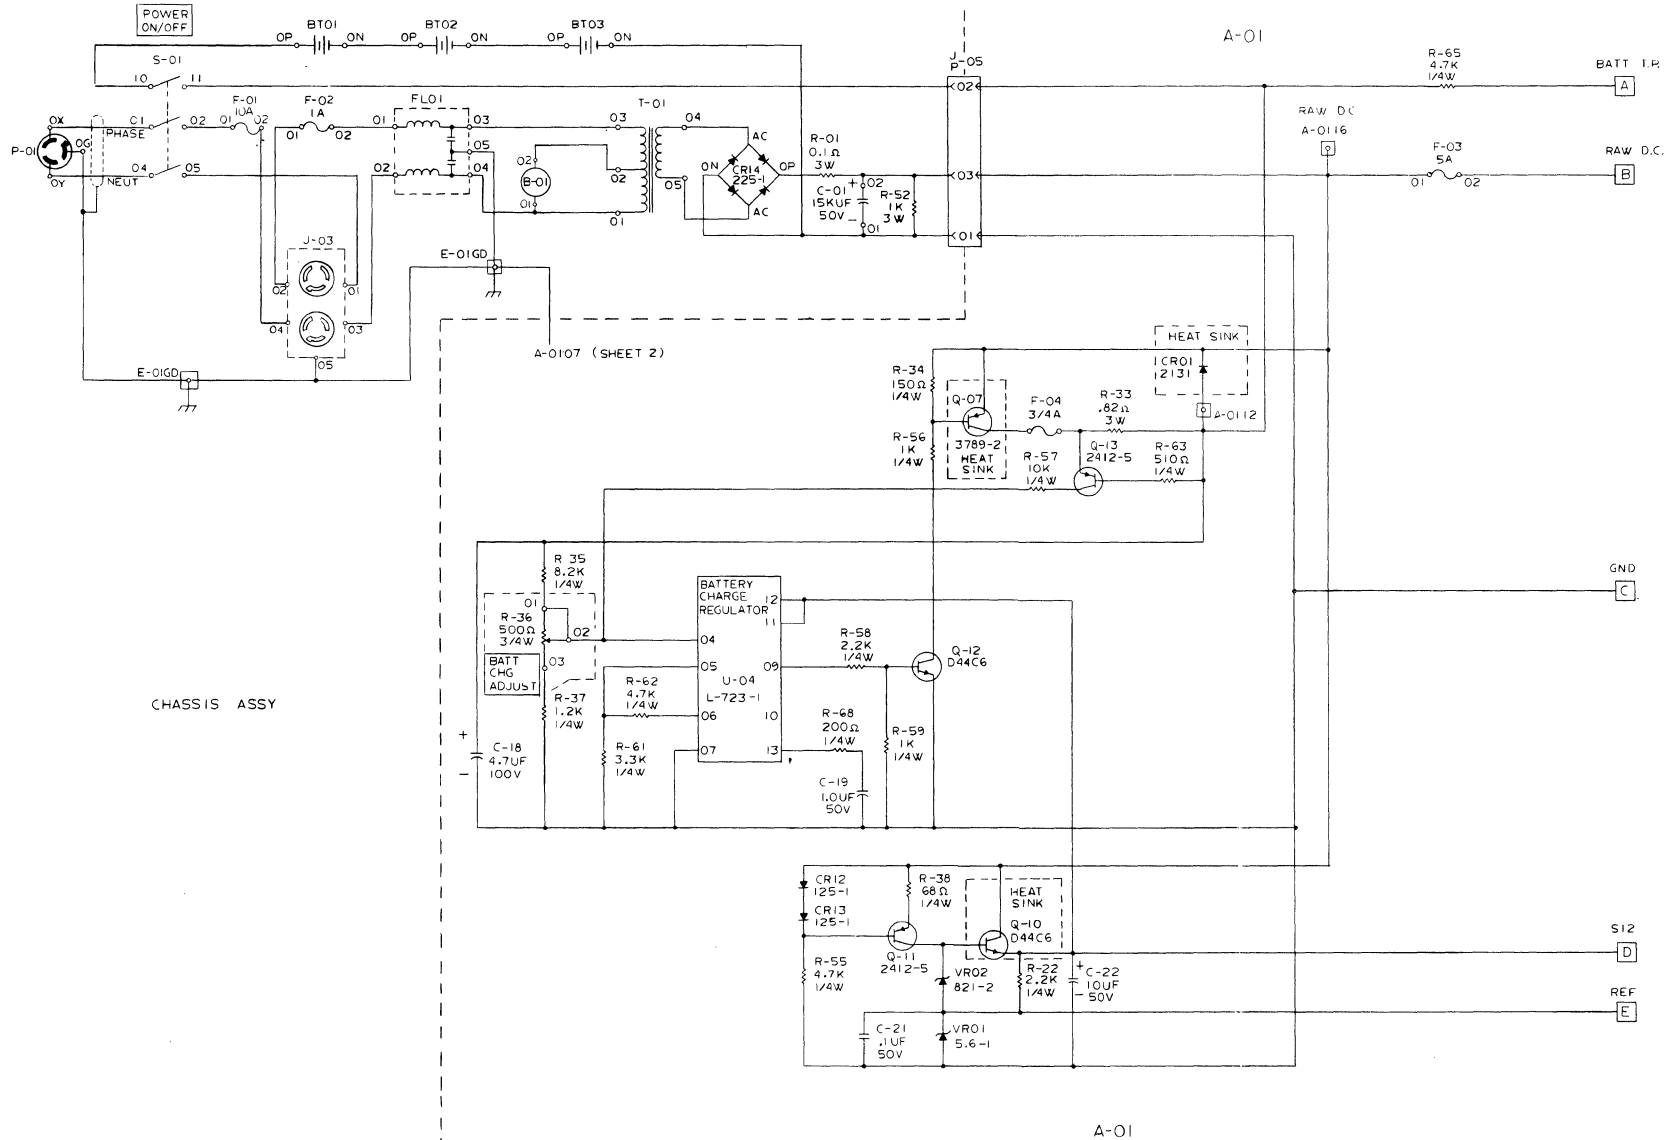 POWER
ON/OFF
BT01
BT02
BT03
OP
ON
OP
ON
OP
ON
A-01
S-01
10
11
J
P-05
02
R-65
4.7K
1/4W
BATT T.P.
A
F-01
10A
F-02
1A
FL01
T-01
P-01
OX
OG
OY
PHASE
NEUT
C1
02
01
02
01
02
01
03
05
02
04
04
05
02
B-01
01
03
02
01
04
05
AC
ON
OP
CR14
225-1
AC
R-01
0.1Ω
3W
+
02
C-01
15KUF
50V
-
01
R-52
1K
3W
03
01
RAW D.C
A-0116
F-03
5A
01
02
RAW D.C.
B
J-03
02
01
04
03
05
E-01GD
E-01GD
A-0107 (SHEET 2)
HEAT SINK
CR01
2131
A-0112
R-34
150Ω
1/4W
Q-07
3789-2
HEAT
SINK
F-04
3/4A
R-33
.82Ω
3W
R-56
1K
1/4W
R-57
10K
1/4W
Q-13
2412-5
R-63
510Ω
1/4W
R 35
8.2K
1/4W
01
R-36
500Ω
3/4W
02
BATT
CHG
ADJUST
03
R-37
1.2K
1/4W
BATTERY
CHARGE
REGULATOR
12
11
04
05
09
U-04
L-723-1
06
10
07
13
R-58
2.2K
1/4W
Q-12
D44C6
GND
C
R-62
4.7K
1/4W
R-61
3.3K
1/4W
R-68
200Ω
1/4W
R-59
1K
1/4W
CHASSIS ASSY
+
C-18
4.7UF
100V
-
C-19
1.0UF
50V
CR12
125-1
CR13
125-1
R-38
68Ω
1/4W
HEAT
SINK
Q-10
D44C6
Q-11
2412-5
R-55
4.7K
1/4W
VR02
821-2
R-22
2.2K
1/4W
+
C-22
10UF
50V
-
S12
D
REF
E
C-21
.1UF
50V
VR01
5.6-1
A-01